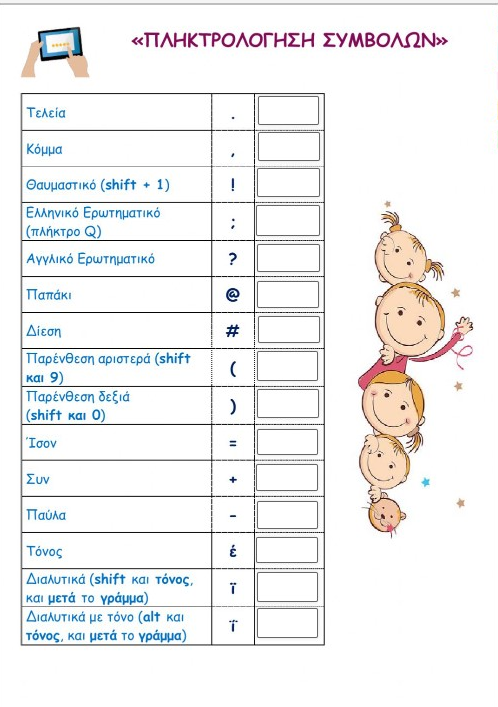 «ΠΛΗΚΤΡΟΛΟΓΗΣΗ ΣΥΜΒΟΛΩΝ»
Τελεία .
Κόμμα ,
Θαυμαστικό (shift + 1) !
Ελληνικό Ερωτηματικό
(πλήκτρο Q) ;
Αγγλικό Ερωτηματικό ?
Παπάκι @
Δίεση #
Παρένθεση αριστερά (shift
και 9) (
Παρένθεση δεξιά
(shift και 0) )
Ίσον =
Συν +
Παύλα -
Τόνος έ
Διαλυτικά (shift και τόνος,
και μετά το γράμμα) ϊ
Διαλυτικά με τόνο (alt και
τόνος, και μετά το γράμμα) ΐ